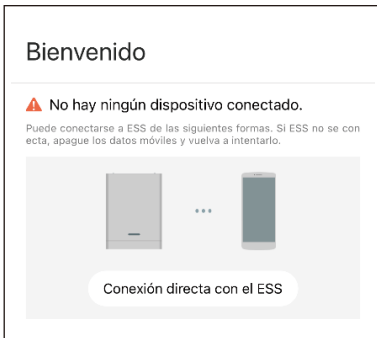 Bienvenido
No hay ningún dispositivo conectado.
Puede conectarse a ESS de las siguientes formas. Si ESS no se con
ecta, apague los datos móviles y vuelva a intentarlo.
Conexión directa con el ESS